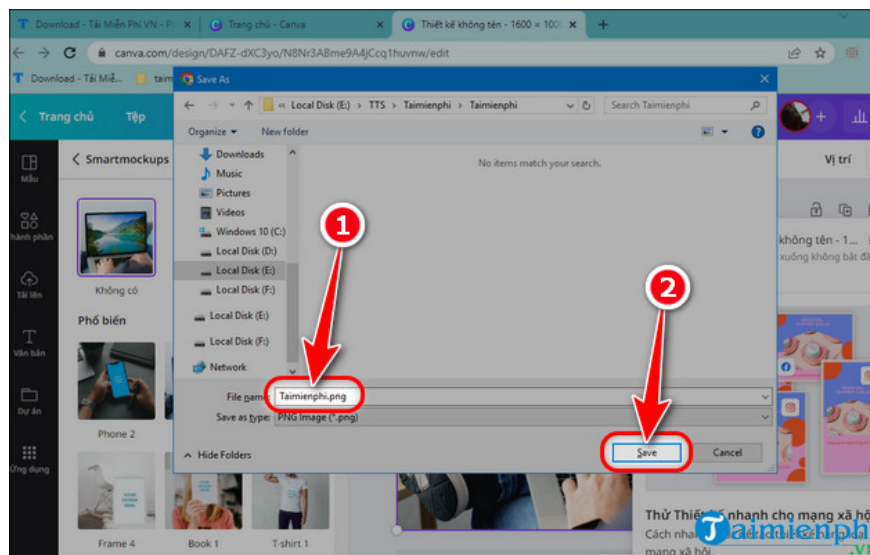 Download - Tải Miễn Phí VN - P
Trang chủ - Canva
Thiết kế không tên - 1600 × 100
canva.com/design/DAFZ-dXC3yo/N8Nr3ABme9A4jCcq1huvnw/edit
Download - Tải Miễ...
taim
Save As
Trang chủ
Tệp
« Local Disk (E:) › TTS › Taimienphi › Taimienphi
Search Taimienphi
Organize
New folder
Smartmockups
Vị trí
Mẫu
Thành phần
Tải lên
Văn bản
Dự án
Ứng dụng
Không có
Phổ biến
Phone 2
Frame 4
Book 1
T-shirt 1
Downloads
Music
Pictures
Videos
Windows 10 (C:)
Local Disk (D:)
Local Disk (E:)
Local Disk (F:)
Local Disk (E:)
Local Disk (F:)
Network
No items match your search.
1
2
File name:
Taimienphi.png
Save as type:
PNG Image (*.png)
Hide Folders
Save
Cancel
không tên - 1...
xuống không bắt đầ
Thử Thiết kế nhanh cho mạng xã hộ
Cách nha
mạng xã hội.
Taimienph
.VN